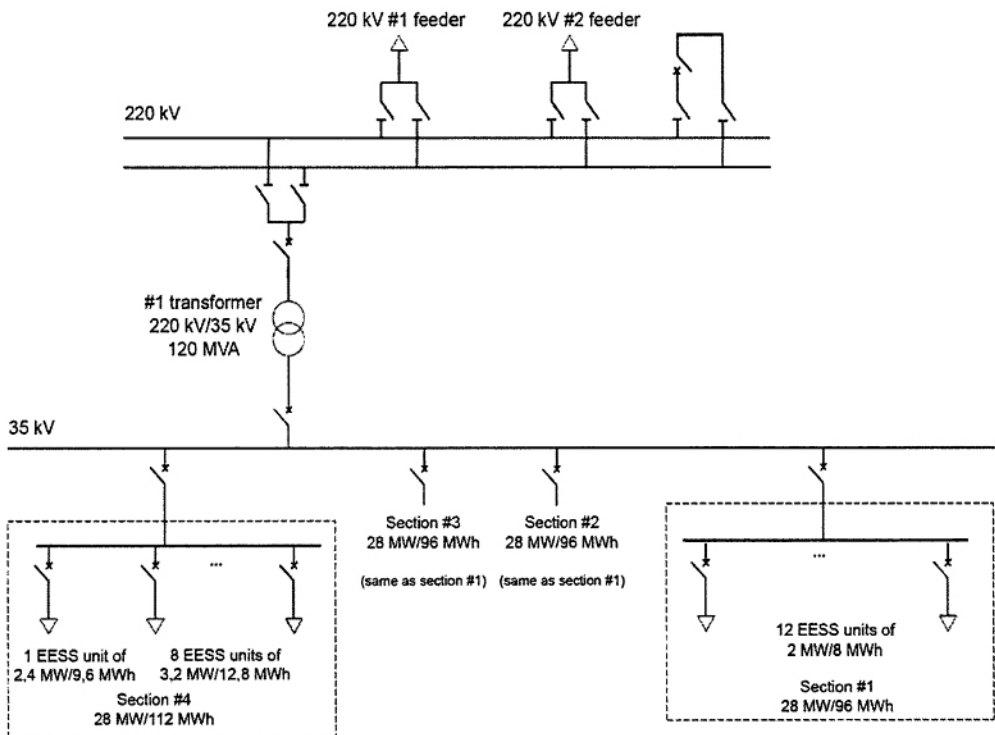 220 kV #1 feeder
220 kV #2 feeder
220 kV
#1 transformer
220 kV/35 kV
120 MVA
35 kV
Section #3
28 MW/96 MWh
(same as section #1)
Section #2
28 MW/96 MWh
(same as section #1)
...
1 EESS unit of
2,4 MW/9,6 MWh
8 EESS units of
3,2 MW/12,8 MWh
Section #4
28 MW/112 MWh
...
12 EESS units of
2 MW/8 MWh
Section #1
28 MW/96 MWh